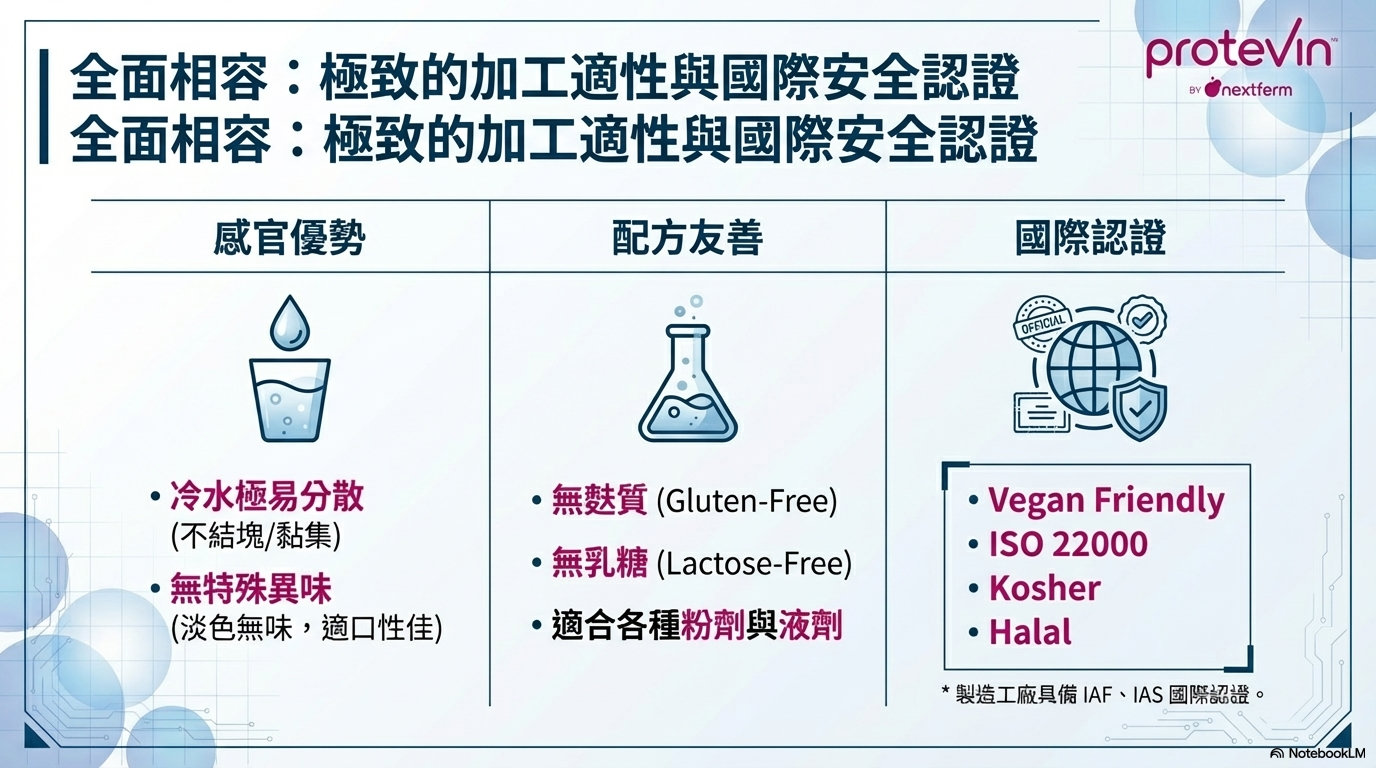 全面相容：極致的加工適性與國際安全認證
全面相容：極致的加工適性與國際安全認證
protevin
BY nextferm
感官優勢
• 冷水極易分散
(不結塊/黏集)
• 無特殊異味
(淡色無味，適口性佳)
配方友善
• 無麩質 (Gluten-Free)
• 無乳糖 (Lactose-Free)
• 適合各種粉劑與液劑
國際認證
OFFICIAL
• Vegan Friendly
• ISO 22000
• Kosher
• Halal
* 製造工廠具備 IAF、IAS 國際認證。
NotebookLM